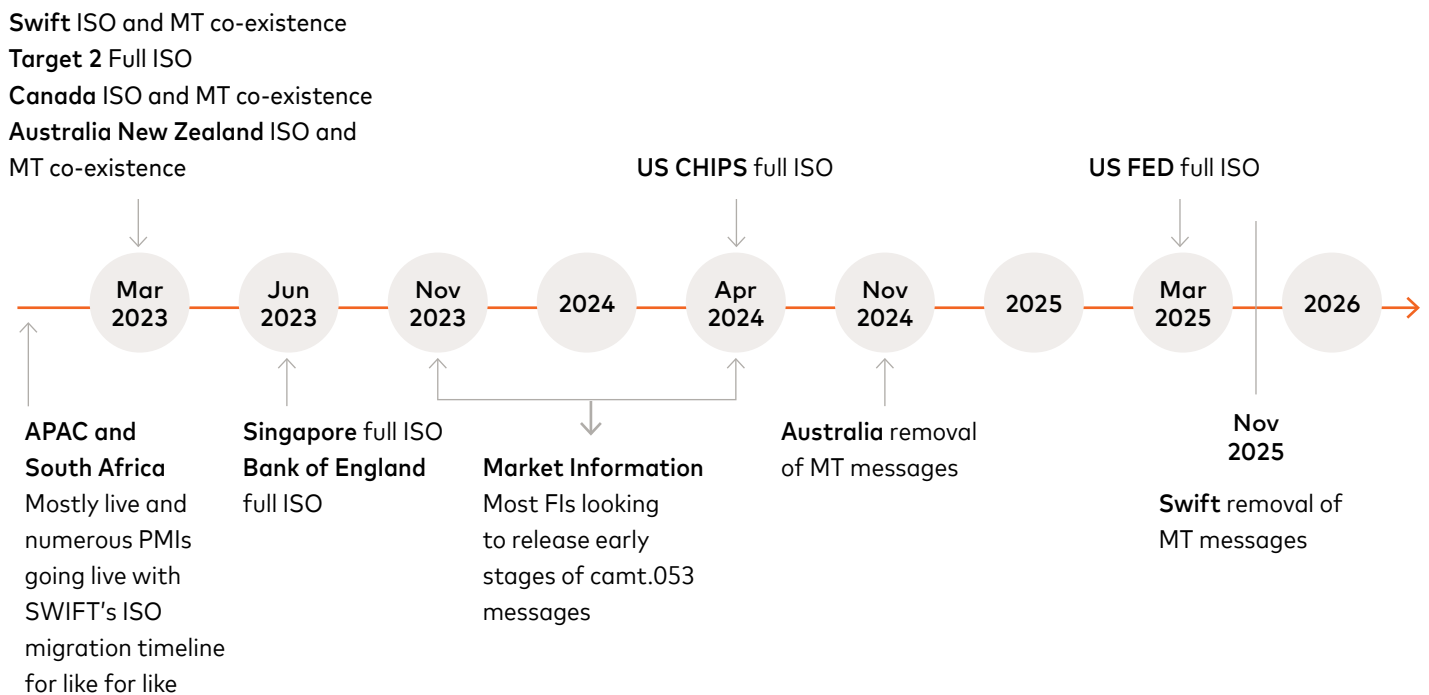 Swift ISO and MT co-existence
Target 2 Full ISO
Canada ISO and MT co-existence
Australia New Zealand ISO and
MT co-existence
US CHIPS full ISO
US FED full ISO
Mar
2023
Jun
2023
Nov
2023
2024
Apr
2024
Nov
2024
2025
Mar
2025
2026
APAC and
South Africa
Mostly live and
numerous PMIs
going live with
SWIFT's ISO
migration timeline
for like for like
Singapore full ISO
Bank of England
full ISO
Market Information
Most FIs looking
to release early
stages of camt.053
messages
Australia removal
of MT messages
Nov
2025
Swift removal of
MT messages